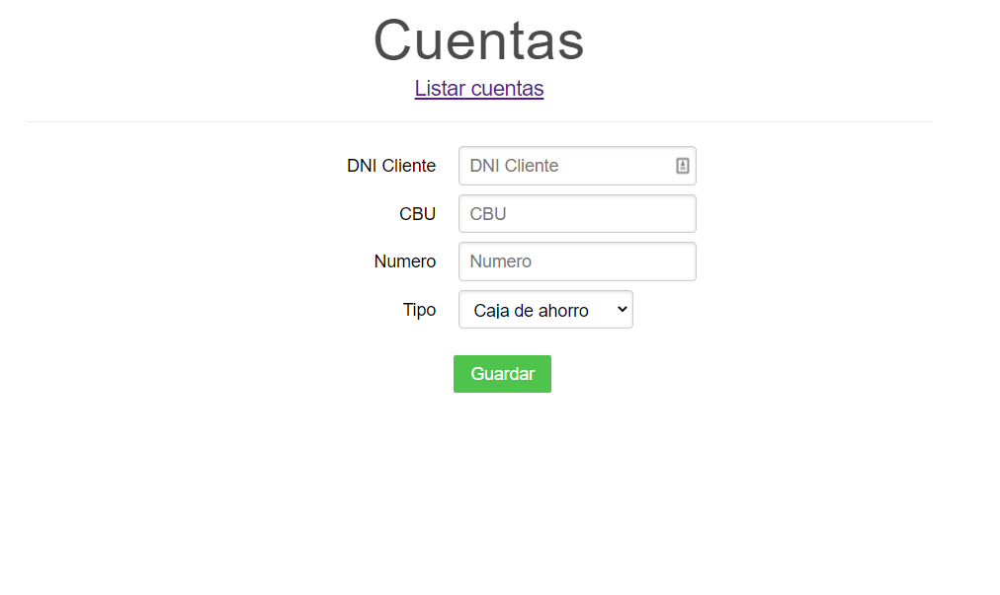 Cuentas
Listar cuentas
DNI Cliente DNI Cliente
CBU CBU
Numero Numero
Tipo Caja de ahorro
Guardar